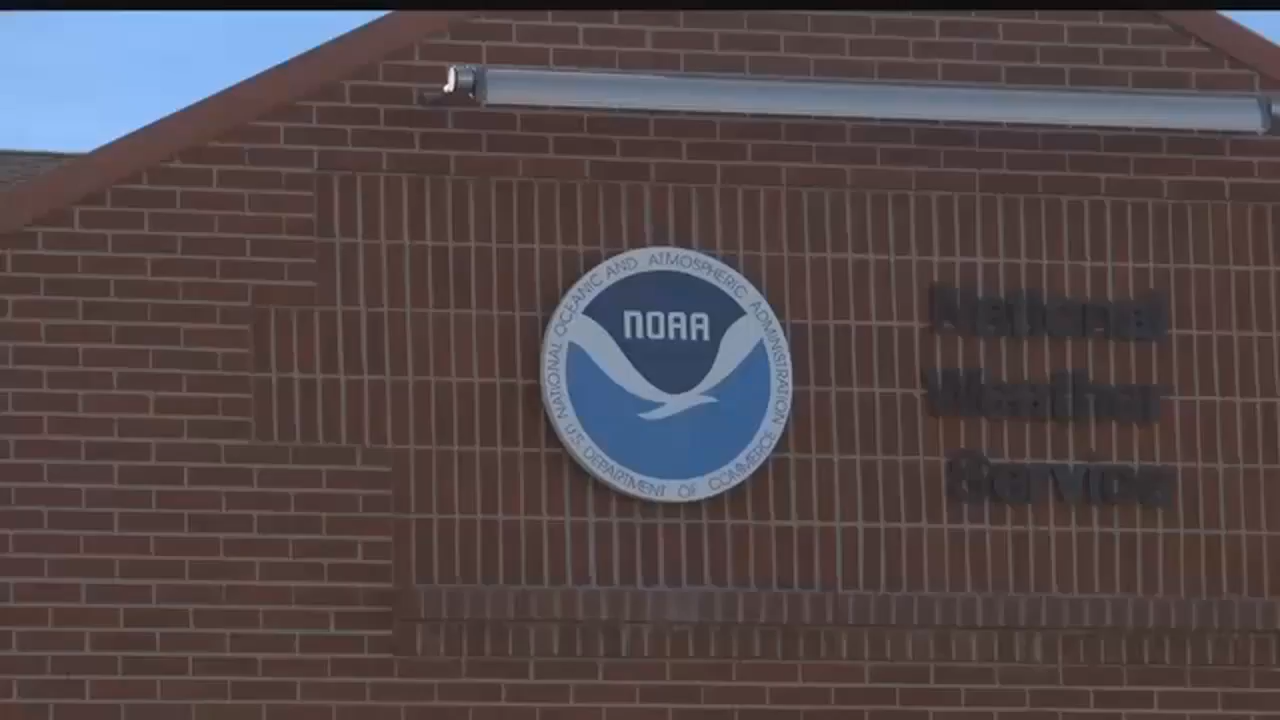 NATIONAL OCEANIC AND ATMOSPHERIC ADMINISTRATION
NOAA
U.S. DEPARTMENT OF COMMERCE
National
Weather
Service